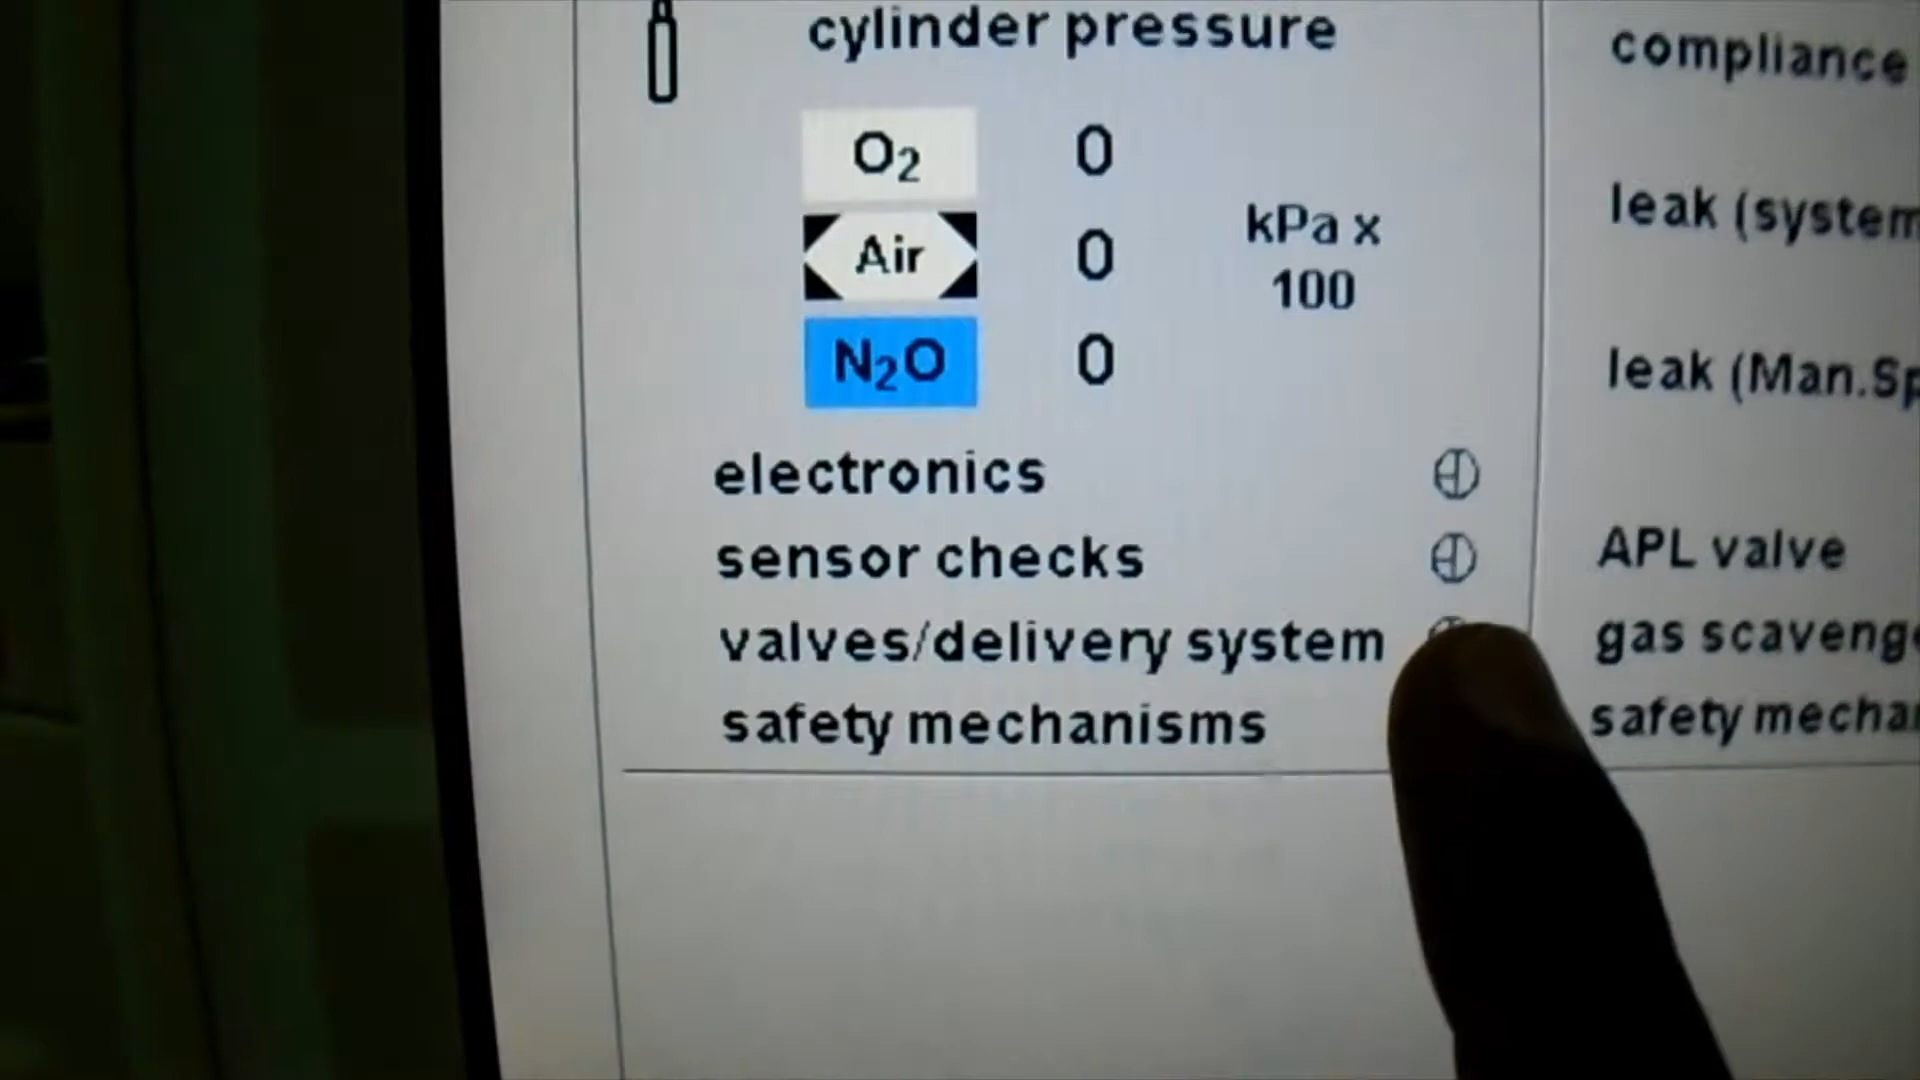 cylinder pressure
O2 0
Air 0
kPa x
100
N2O 0
electronics
sensor checks
valves/delivery system
safety mechanisms
compliance
leak (system
leak (Man.Sp
APL valve
gas scaveng
safety mecha